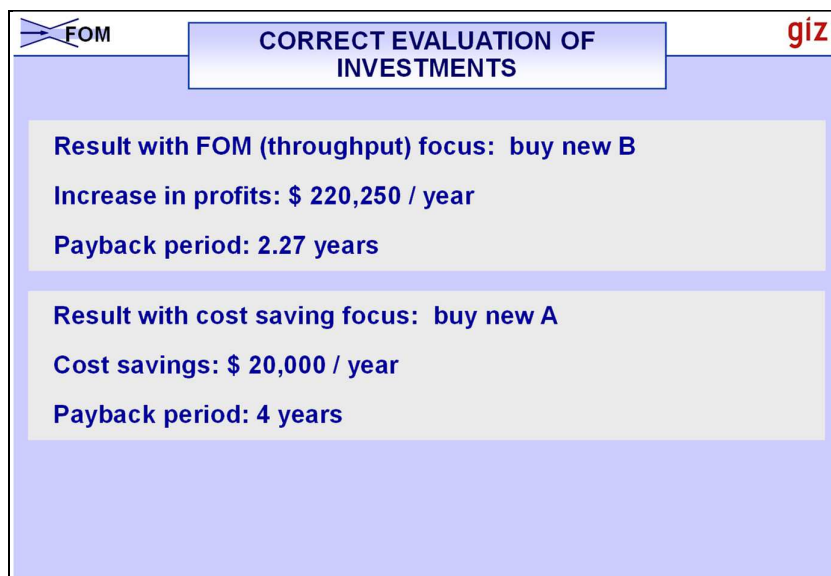 FOM
CORRECT EVALUATION OF
INVESTMENTS
giz
Result with FOM (throughput) focus: buy new B
Increase in profits: $ 220,250 / year
Payback period: 2.27 years
Result with cost saving focus: buy new A
Cost savings: $ 20,000 / year
Payback period: 4 years